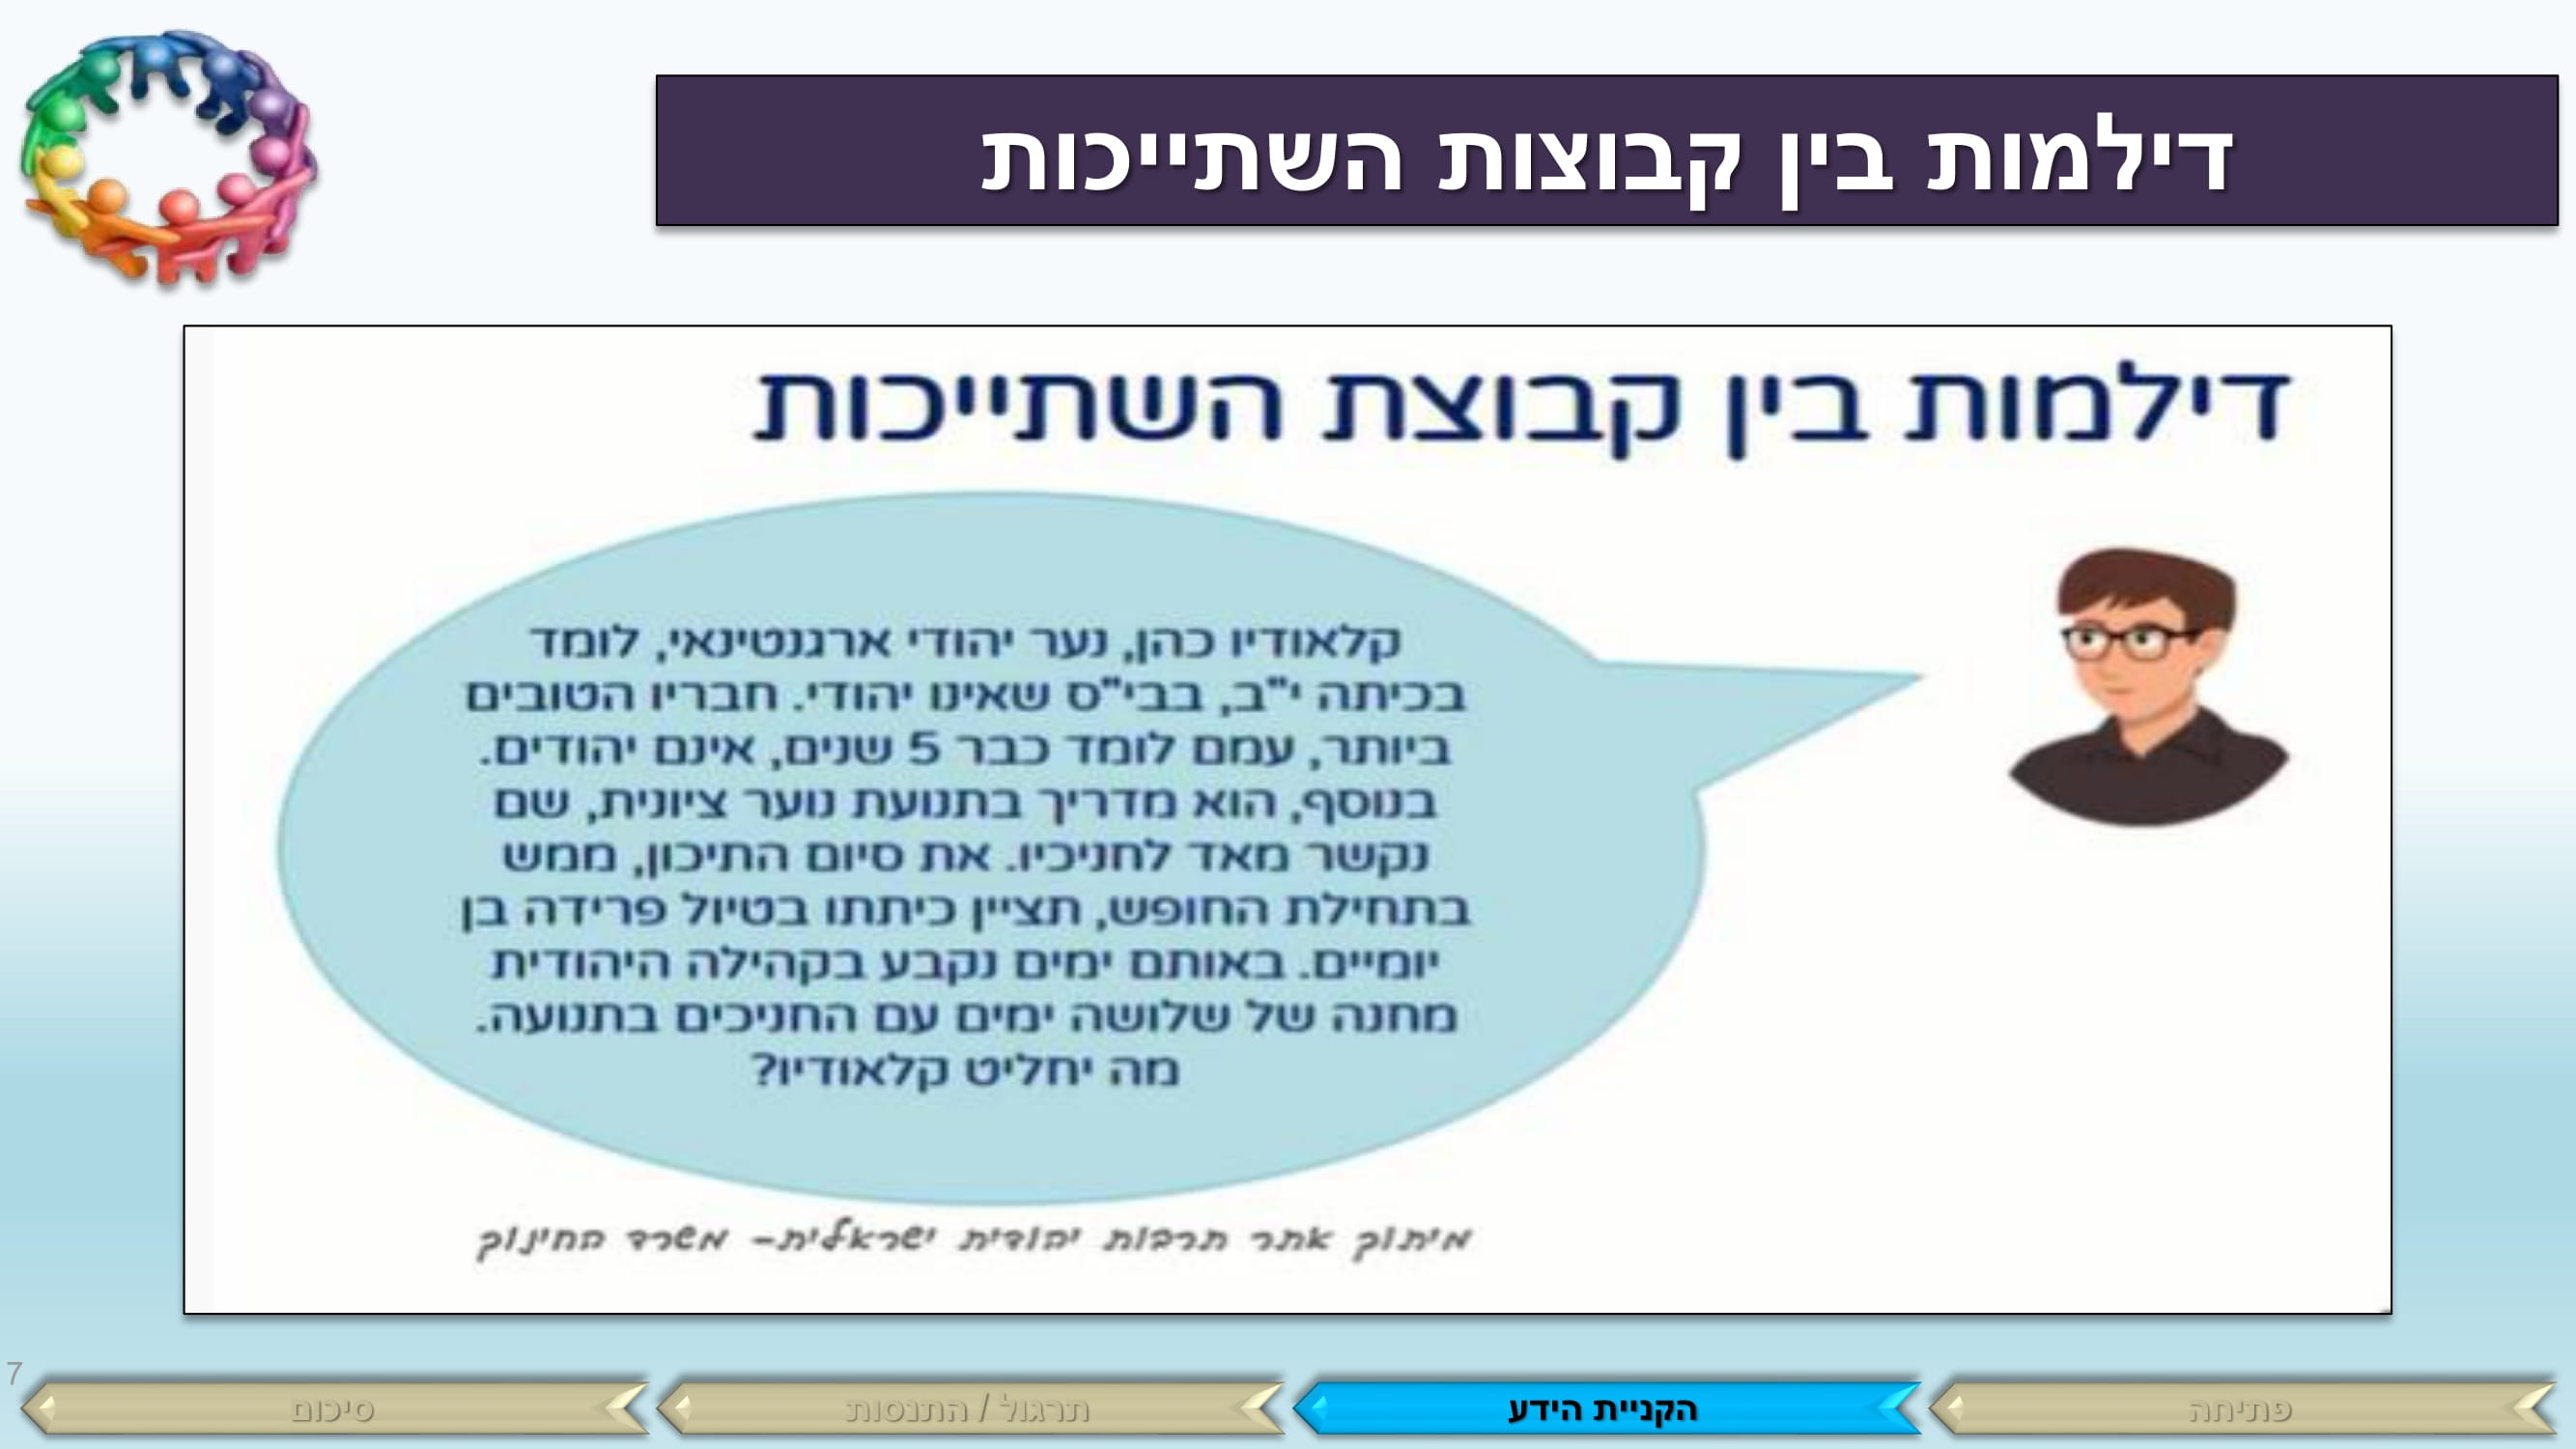 דילמות בין קבוצות השתייכות
דילמות בין קבוצת השתייכות
קלאודיו כהן, נער יהודי ארגנטינאי, לומד
בכיתה י"ב, בבי"ס שאינו יהודי. חבריו הטובים
ביותר, עמם לומד כבר 5 שנים, אינם יהודים.
בנוסף, הוא מדריך בתנועת נוער ציונית, שם
נקשר מאד לחניכיו. את סיום התיכון, ממש
בתחילת החופש, תציין כיתתו בטיול פרידה בן
יומיים. באותם ימים נקבע בקהילה היהודית
מחנה של שלושה ימים עם החניכים בתנועה.
מה יחליט קלאודיו?
מיתוך אתר תרבות יהודית ישראלית- משרד החינוך
7
פתיחה
הקניית הידע
תרגול / התנסות
סיכום